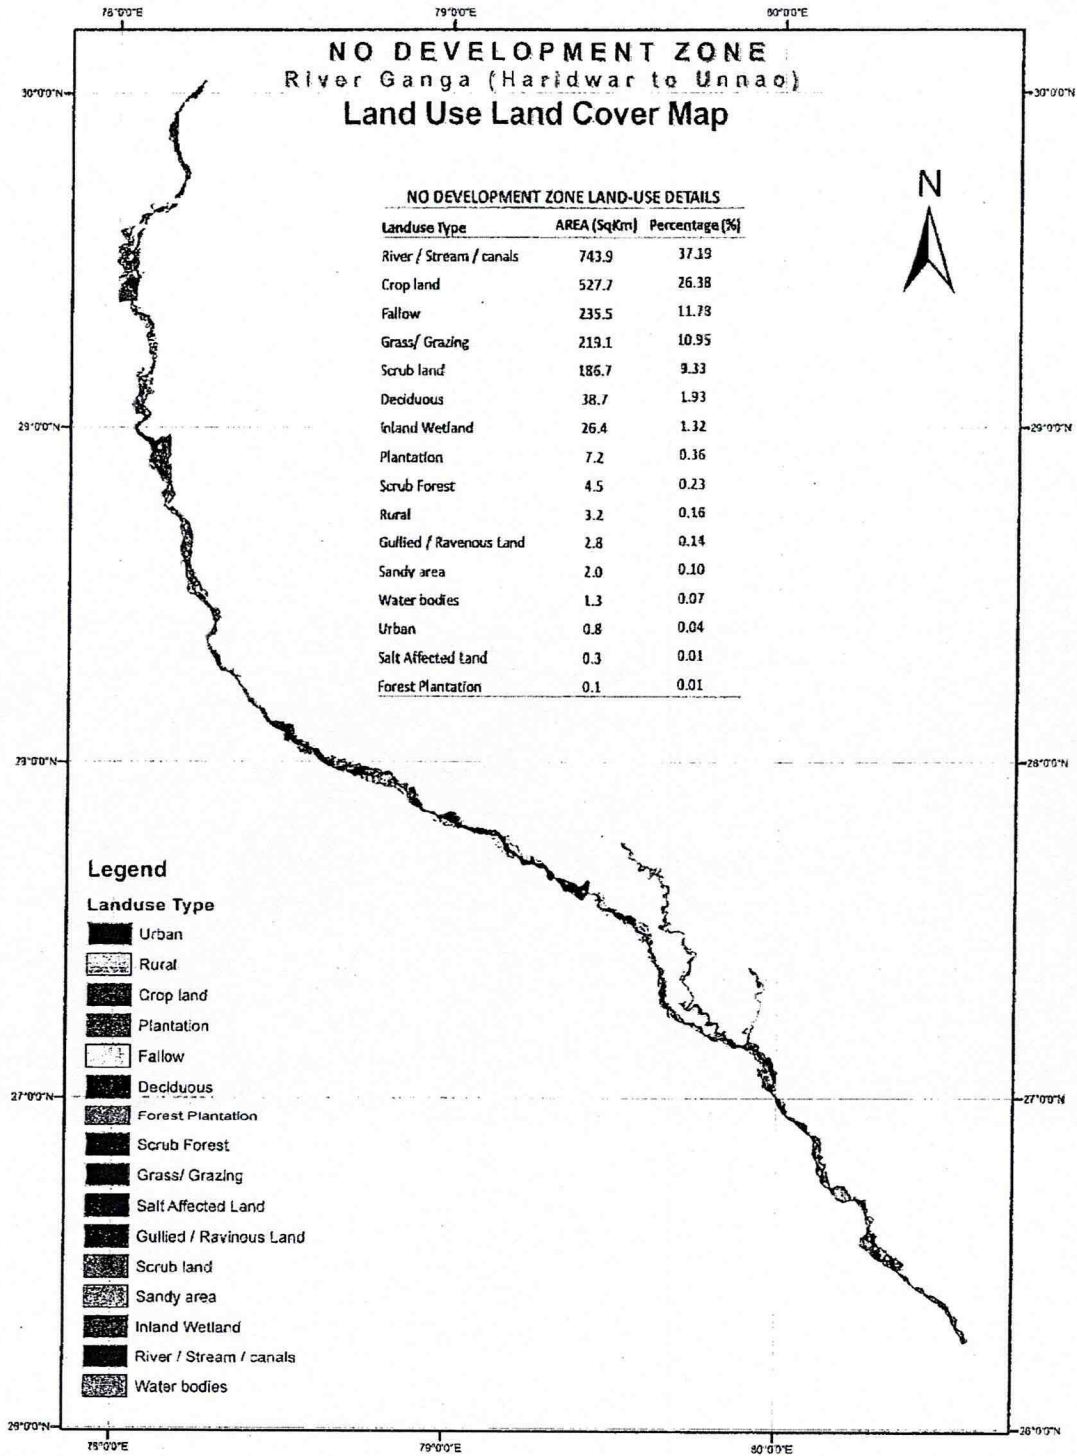 78°0'0"E 79°0'0"E 80°0'0"E
NO DEVELOPMENT ZONE
River Ganga (Haridwar to Unnao)
Land Use Land Cover Map
30°0'0"N 30°0'0"N
N
NO DEVELOPMENT ZONE LAND-USE DETAILS
Landuse Type AREA (SqKm) Percentage (%)
River / Stream / canals 743.9 37.19
Crop land 527.7 26.38
Fallow 235.5 11.78
Grass/ Grazing 219.1 10.95
Scrub land 186.7 9.33
Deciduous 38.7 1.93
Inland Wetland 26.4 1.32
Plantation 7.2 0.36
Scrub Forest 4.5 0.23
Rural 3.2 0.16
Gullied / Ravenous Land 2.8 0.14
Sandy area 2.0 0.10
Water bodies 1.3 0.07
Urban 0.8 0.04
Salt Affected Land 0.3 0.01
Forest Plantation 0.1 0.01
29°0'0"N 29°0'0"N
28°0'0"N 28°0'0"N
Legend
Landuse Type
Urban
Rural
Crop land
Plantation
Fallow
Deciduous
Forest Plantation
Scrub Forest
Grass/ Grazing
Salt Affected Land
Gullied / Ravinous Land
Scrub land
Sandy area
Inland Wetland
River / Stream / canals
Water bodies
27°0'0"N 27°0'0"N
26°0'0"N 26°0'0"N
78°0'0"E 79°0'0"E 80°0'0"E